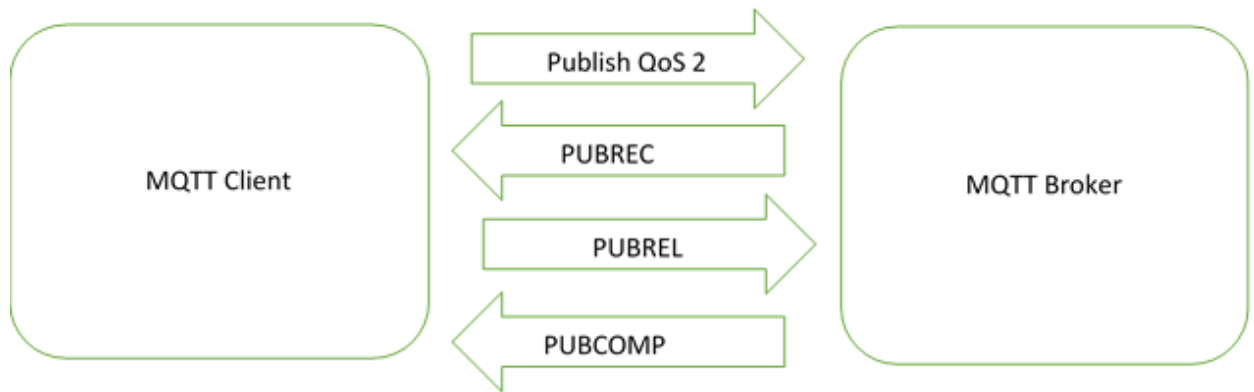 MQTT Client
Publish QoS 2
PUBREC
PUBREL
PUBCOMP
MQTT Broker